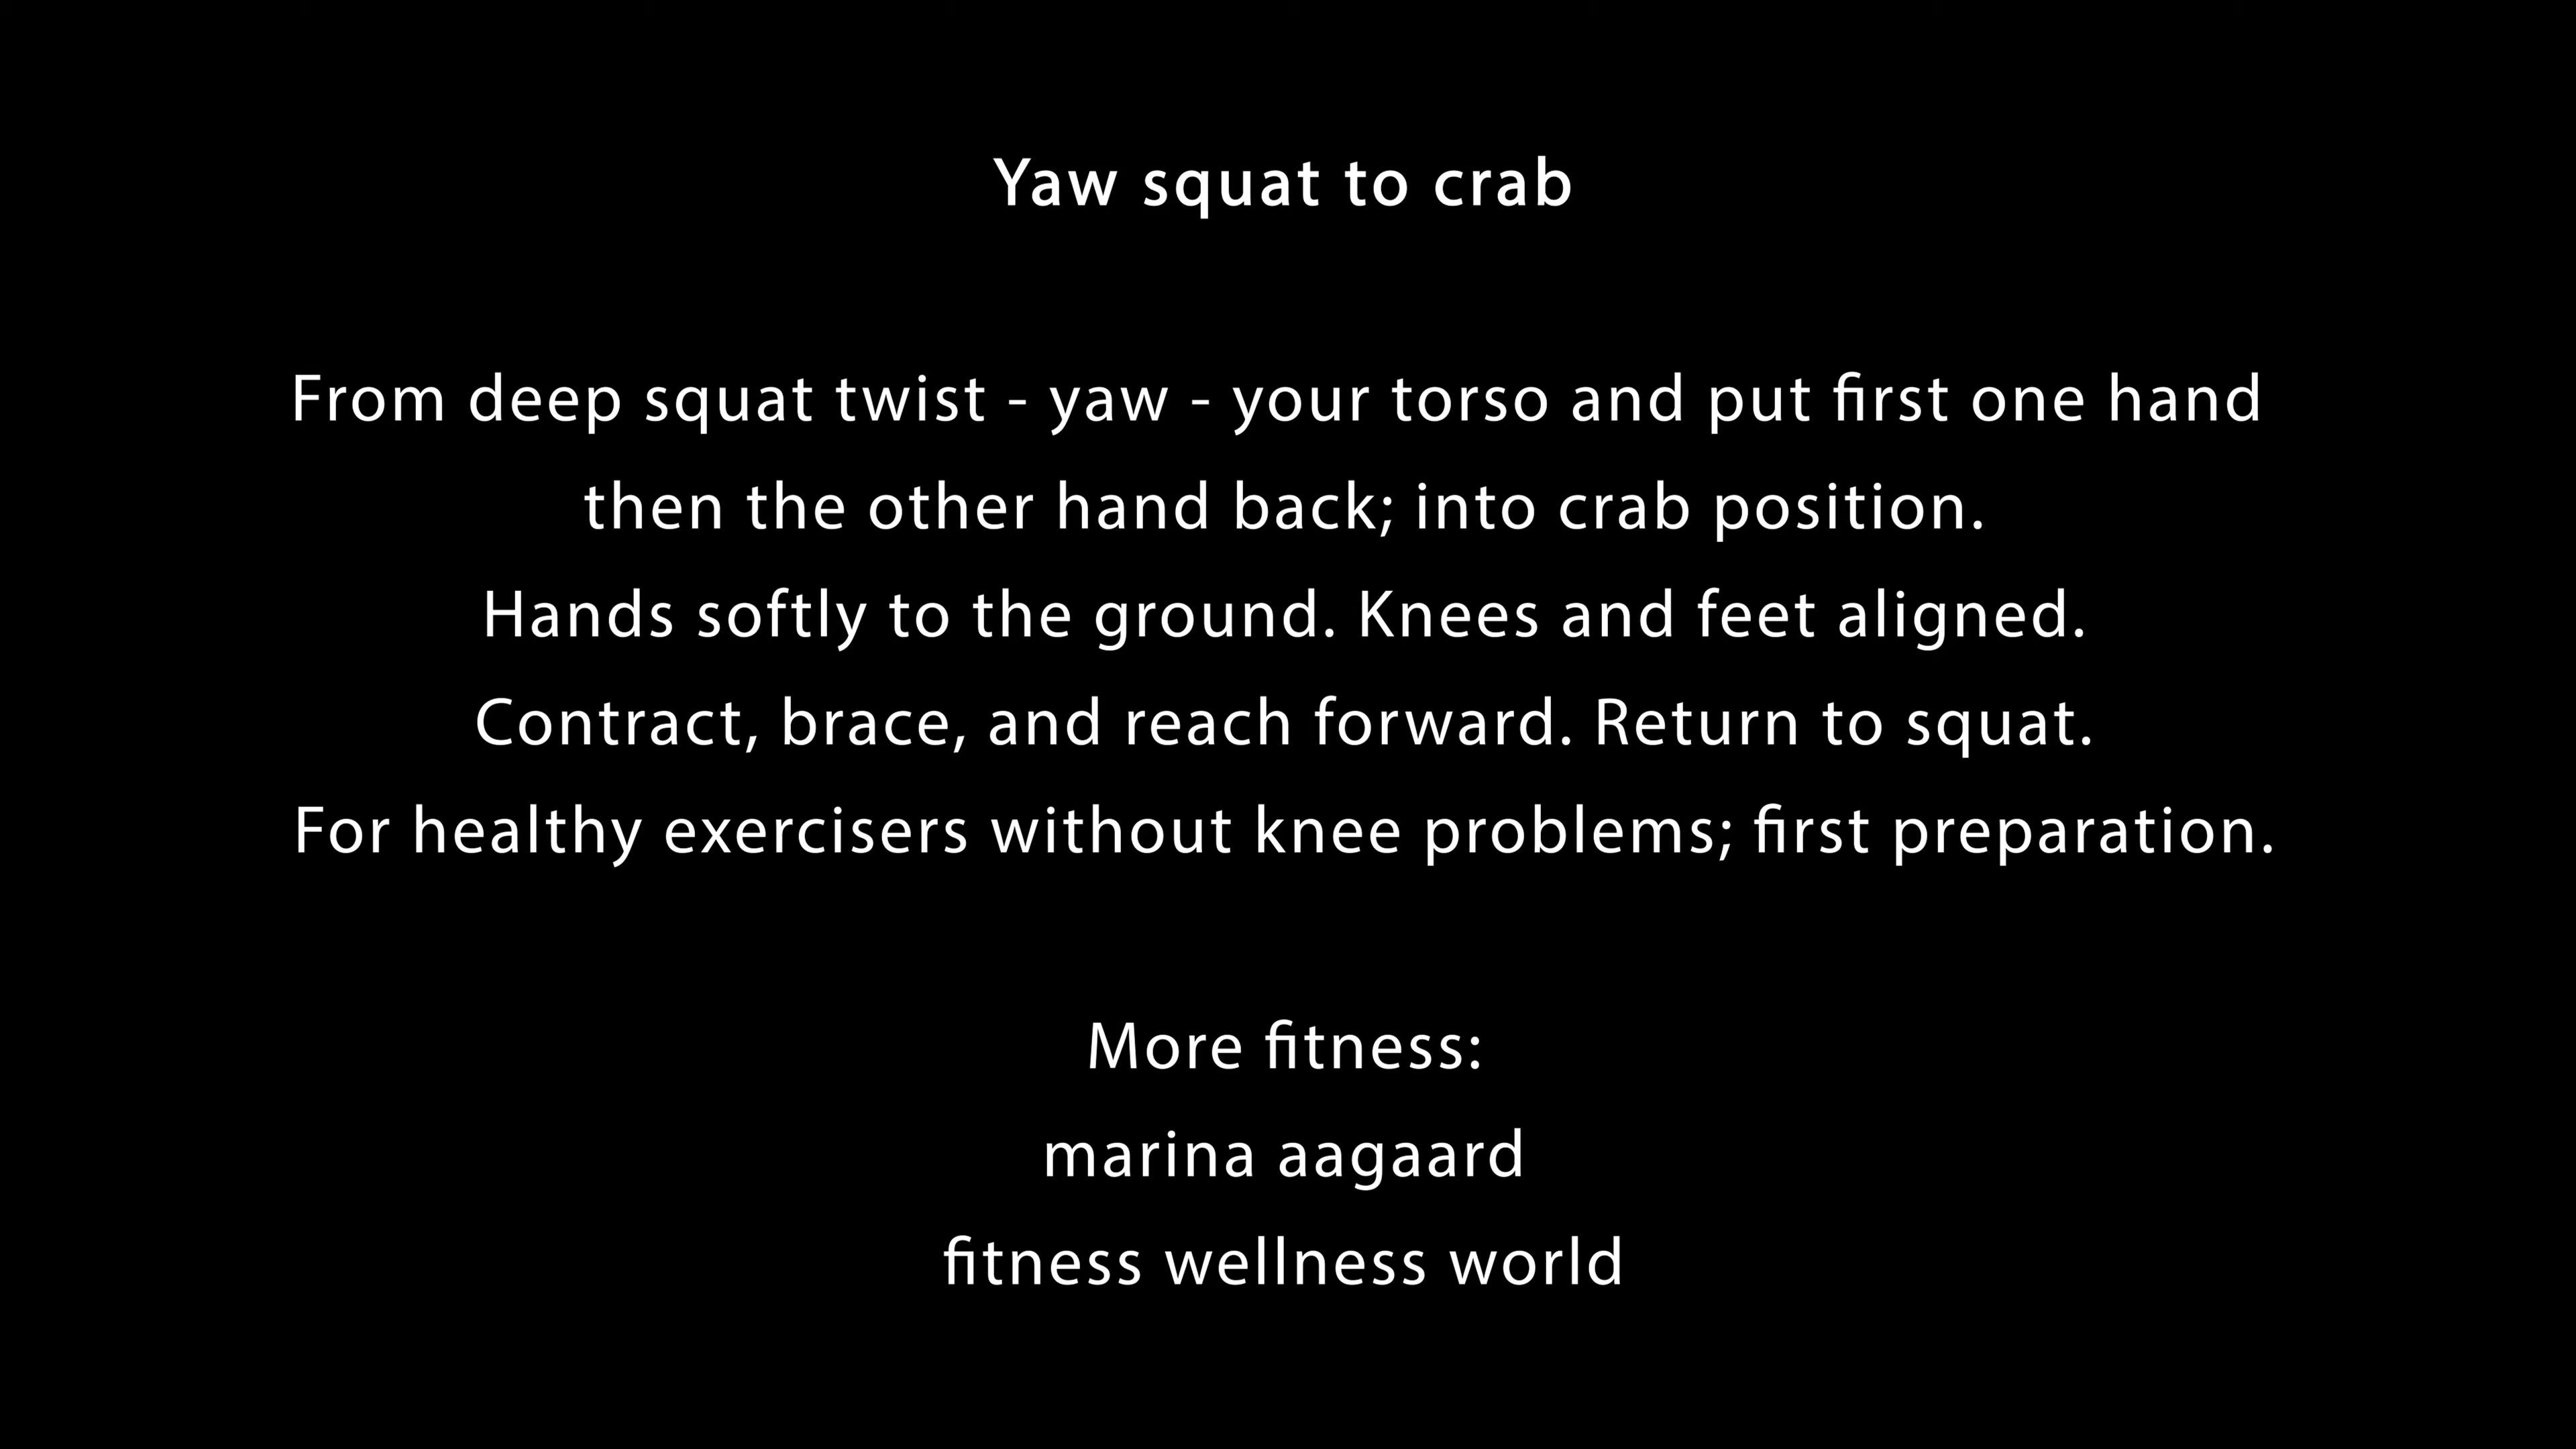 Yaw squat to crab
From deep squat twist - yaw - your torso and put first one hand
then the other hand back; into crab position.
Hands softly to the ground. Knees and feet aligned.
Contract, brace, and reach forward. Return to squat.
For healthy exercisers without knee problems; first preparation.
More fitness:
marina aagaard
fitness wellness world